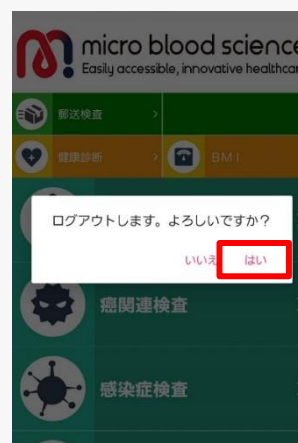 micro blood science
Easily accessible, innovative healthcar
郵送検査 >
健康診断 > BMI
ログアウトします。よろしいですか？
いいえ はい
癌関連検査
感染症検査